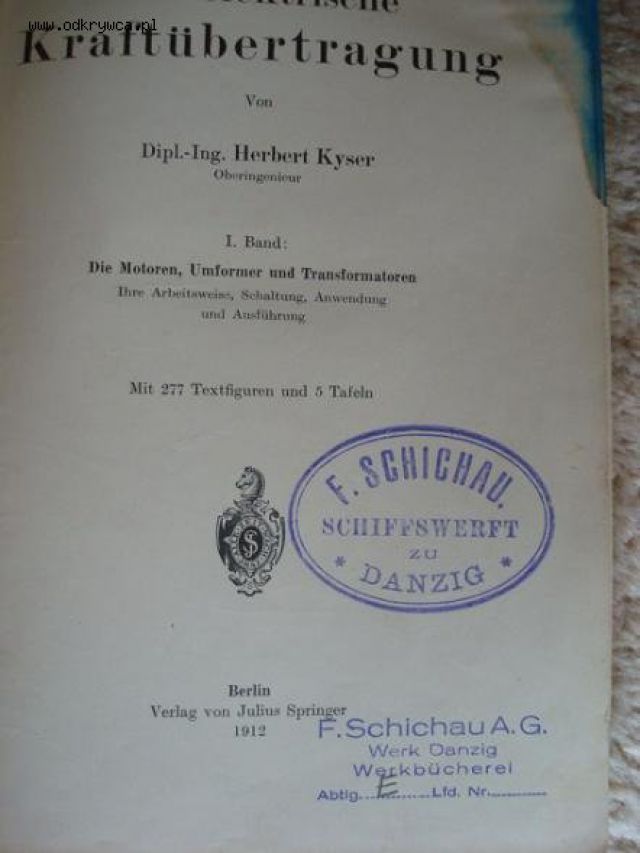 www.odkrywca.pl
Kraftübertragung
Von
Dipl.-Ing. Herbert Kyser
Oberingenieur
I. Band:
Die Motoren, Umformer und Transformatoren
Ihre Arbeitsweise, Schaltung, Anwendung
und Ausführung
Mit 277 Textfiguren und 5 Tafeln
F. SCHICHAU.
SCHIFFSWERFT
ZU
* DANZIG *
Berlin
Verlag von Julius Springer
1912
F. Schichau A.G.
Werk Danzig
Werkbücherei
Abtlg. E Lfd. Nr.